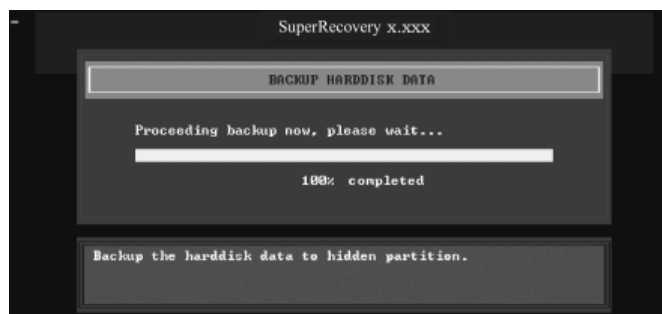 SuperRecovery x.xxx
BACKUP HARDDISK DATA
Proceeding backup now, please wait...
100% completed
Backup the harddisk data to hidden partition.